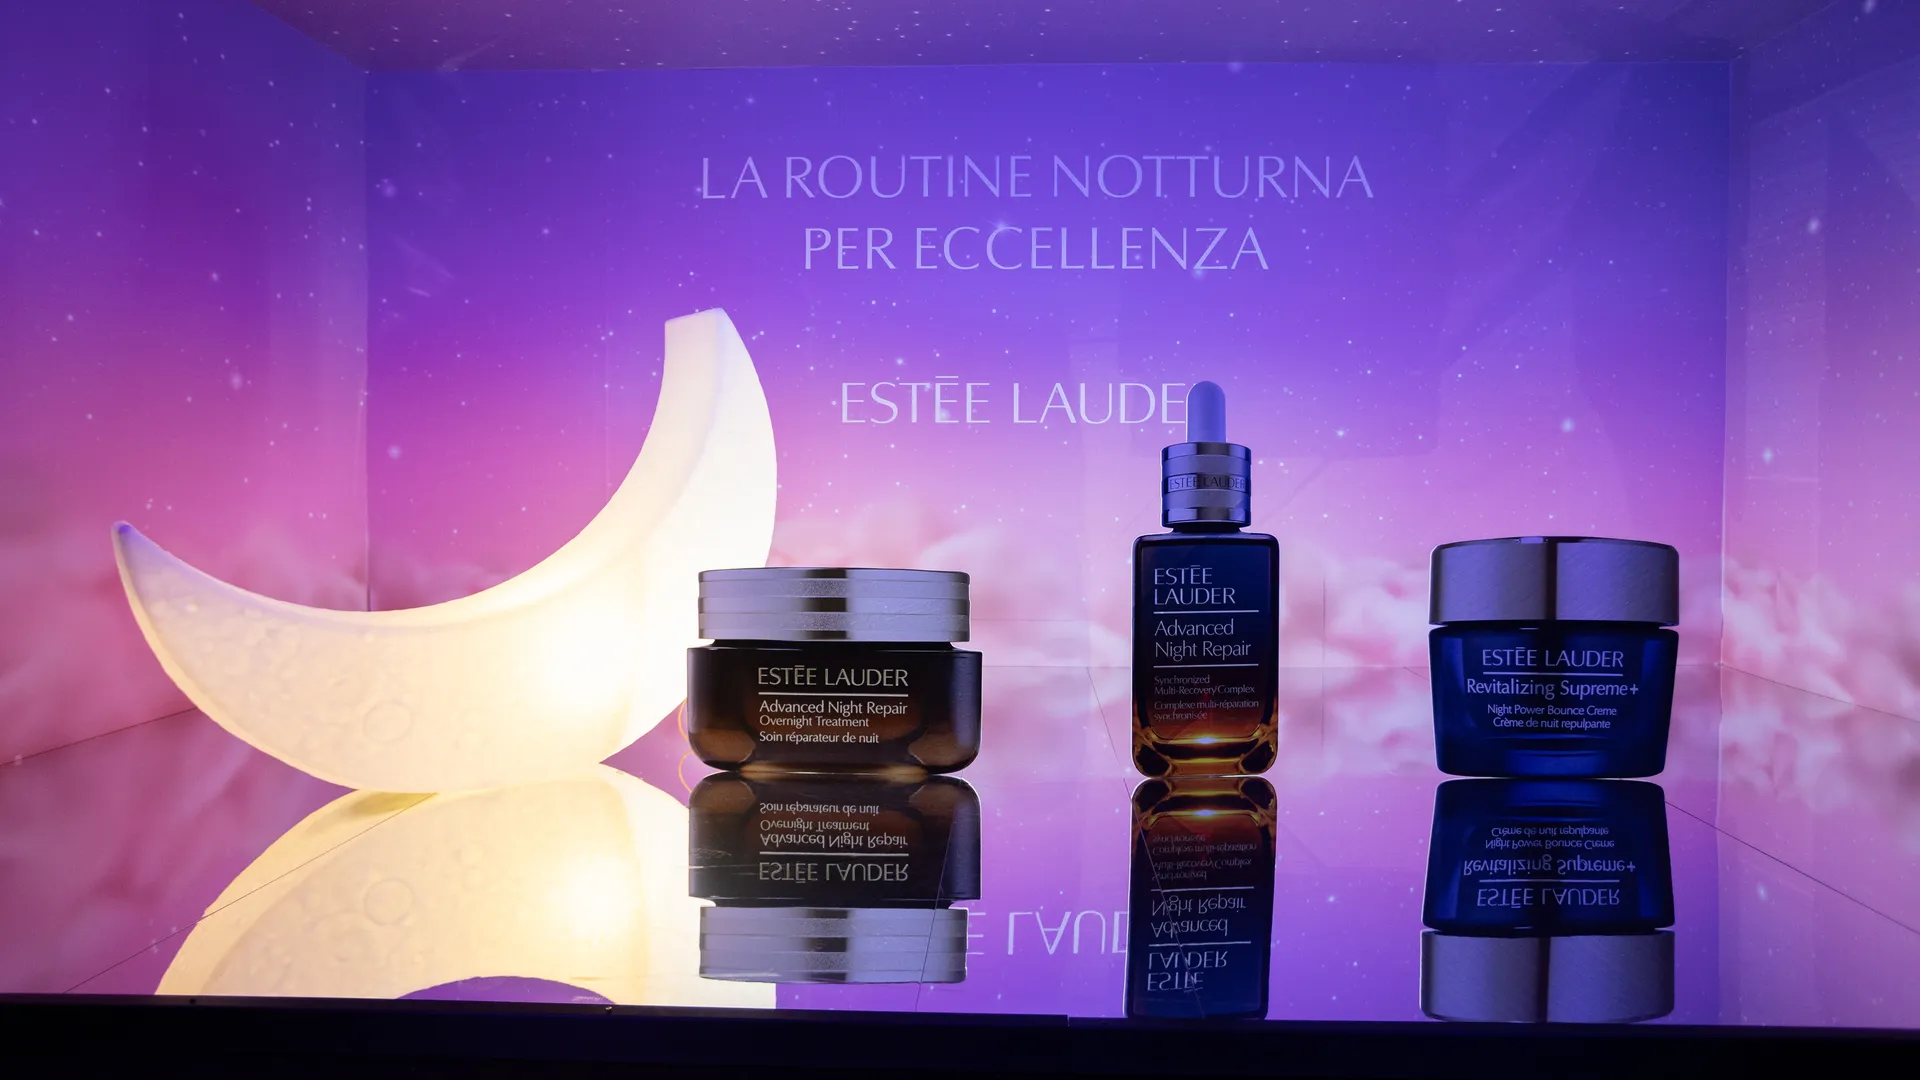 LA ROUTINE NOTTURNA
PER ECCELLENZA
ESTĒE LAUDE
ESTĒE LAUDER
ESTĒE LAUDER
Advanced Night Repair
Overnight Treatment
Soin réparateur de nuit
ESTĒE
LAUDER
Advanced
Night Repair
Synchronized
Multi-Recovery Complex
Complexe multi-réparation
synchronisée
ESTĒE LAUDER
Revitalizing Supreme+
Night Power Bounce Creme
Crème de nuit repulpante